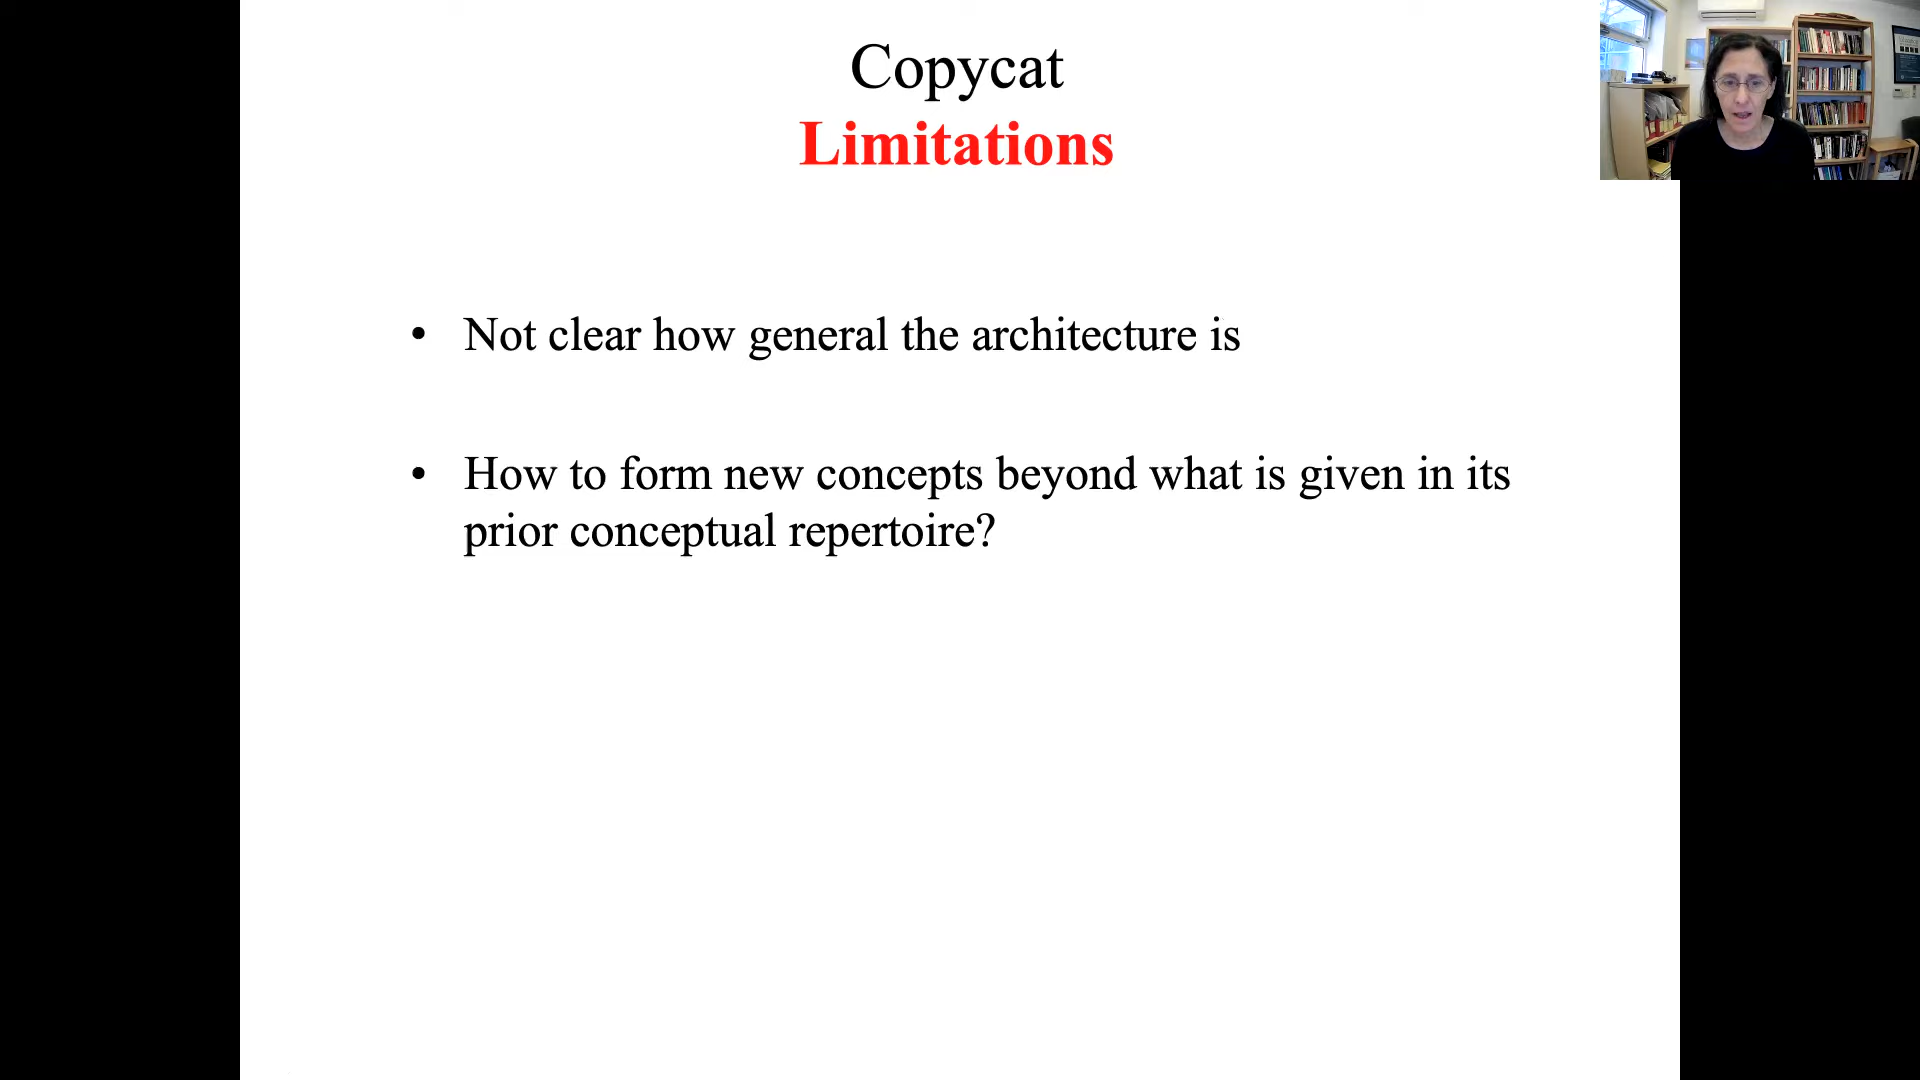 Copycat
Limitations
• Not clear how general the architecture is
• How to form new concepts beyond what is given in its
prior conceptual repertoire?